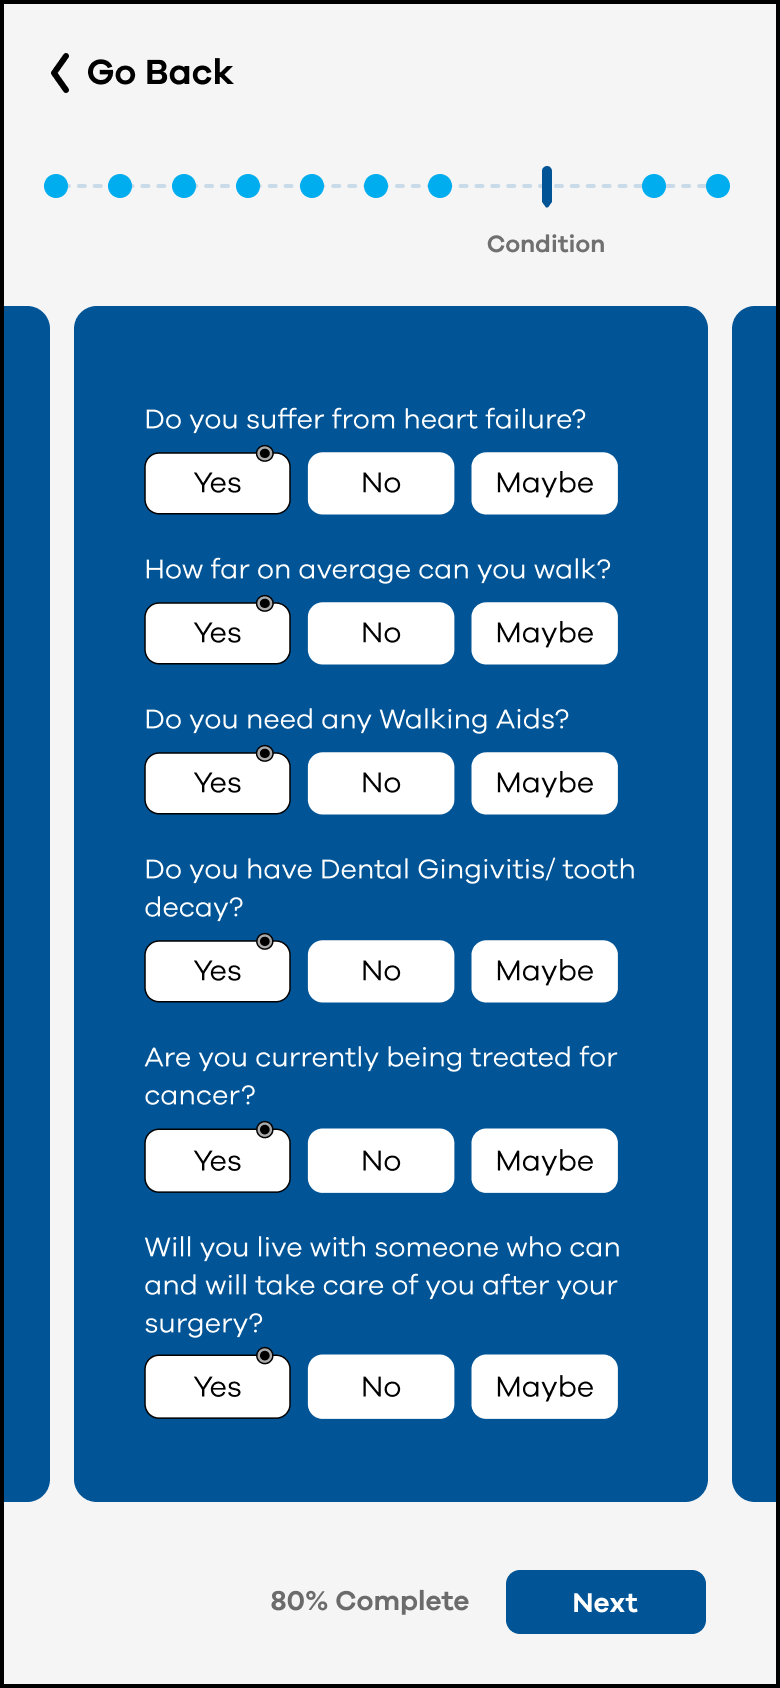 Go Back
Condition
Do you suffer from heart failure?
Yes No Maybe
How far on average can you walk?
Yes No Maybe
Do you need any Walking Aids?
Yes No Maybe
Do you have Dental Gingivitis/ tooth
decay?
Yes No Maybe
Are you currently being treated for
cancer?
Yes No Maybe
Will you live with someone who can
and will take care of you after your
surgery?
Yes No Maybe
80% Complete Next